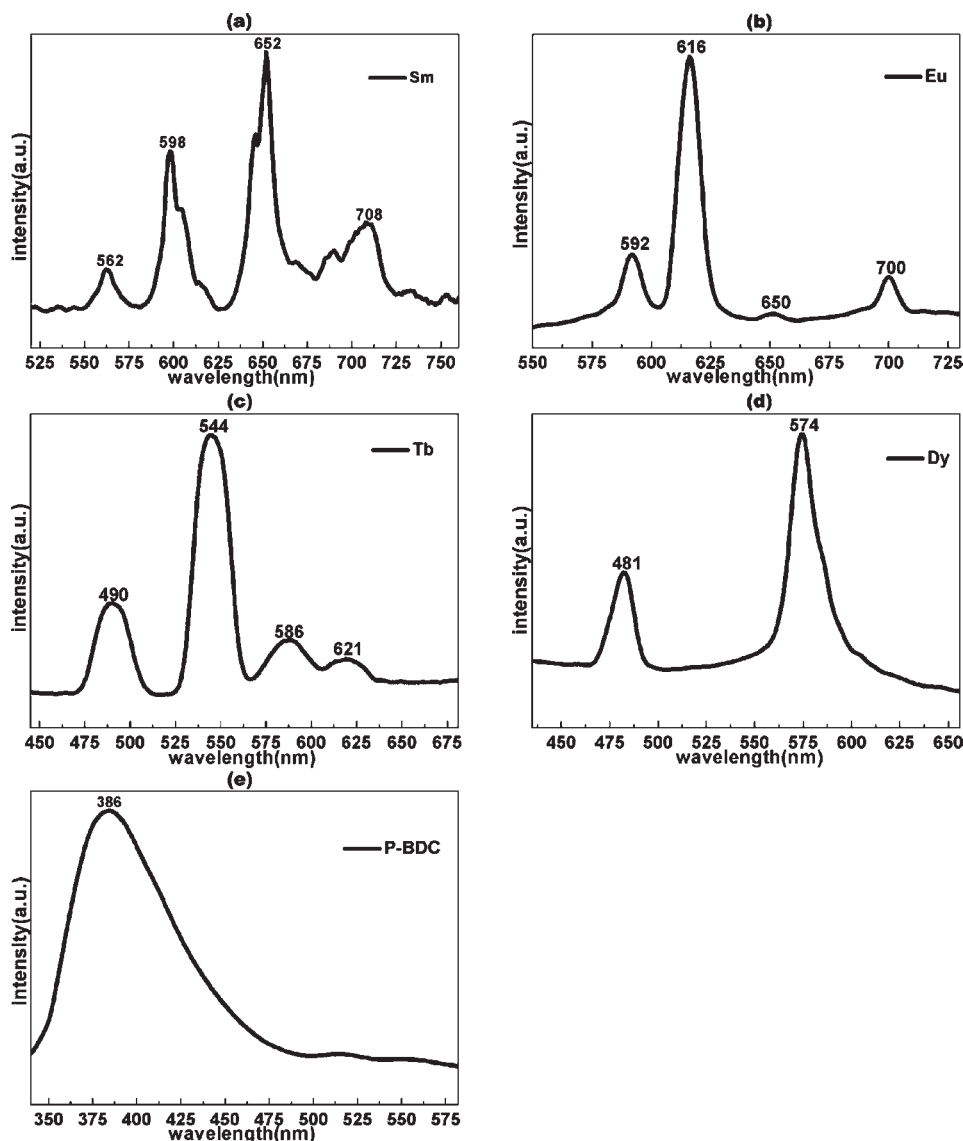 (a)
652
Sm
598
708
562
intensity(a.u.)
525 550 575 600 625 650 675 700 725 750
wavelength(nm)
(b)
616
Eu
592
700
650
Intensity(a.u.)
550 575 600 625 650 675 700 725
wavelength(nm)
(c)
544
Tb
490
586
621
intensity(a.u.)
450 475 500 525 550 575 600 625 650 675
wavelength(nm)
(d)
574
Dy
481
intensity(a.u.)
450 475 500 525 550 575 600 625 650
wavelength(nm)
(e)
386
P-BDC
Intensity(a.u.)
350 375 400 425 450 475 500 525 550 575
wavelength(nm)